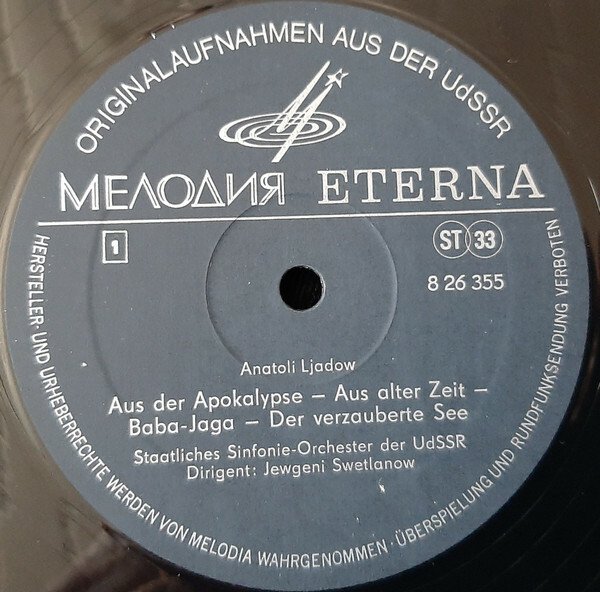 ORIGINALAUFNAHMEN AUS DER UdSSR
МЕЛОДИЯ ETERNA
1
ST 33
8 26 355
Anatoli Ljadow
Aus der Apokalypse – Aus alter Zeit –
Baba-Jaga – Der verzauberte See
Staatliches Sinfonie-Orchester der UdSSR
Dirigent: Jewgeni Swetlanow
HERSTELLER- UND URHEBERRECHTE WERDEN VON MELODIA WAHRGENOMMEN · ÜBERSPIELUNG UND RUNDFUNKSENDUNG VERBOTEN